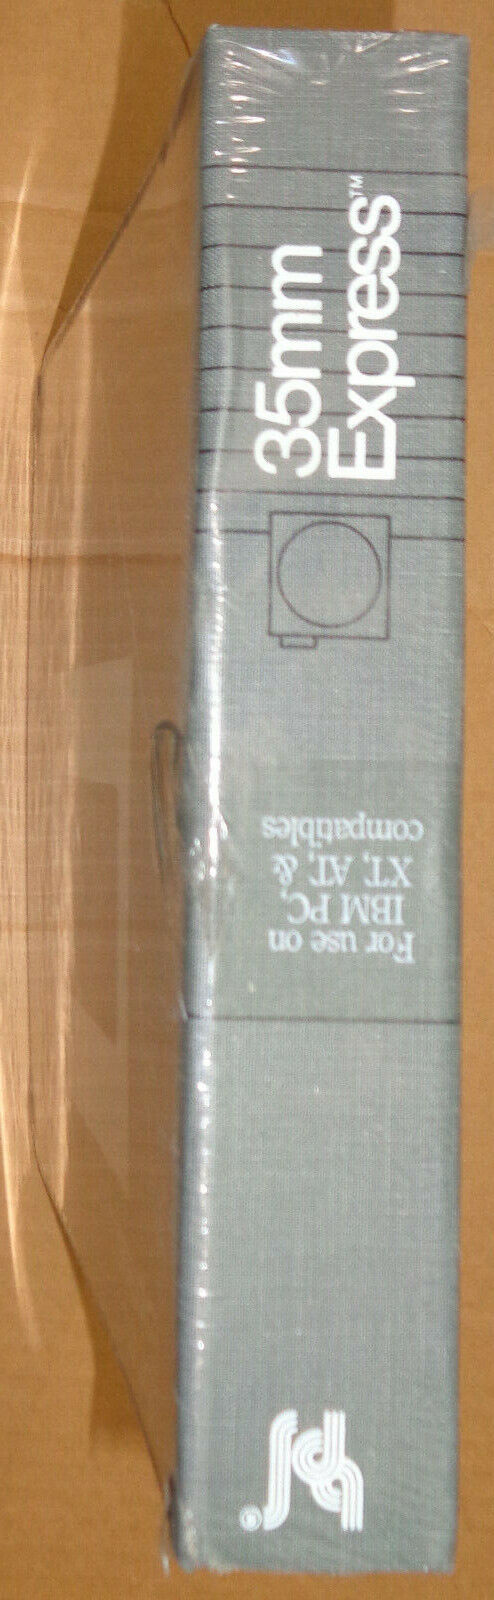 35mm
Express™
For use on
IBM PC,
XT, AT, &
compatibles
®